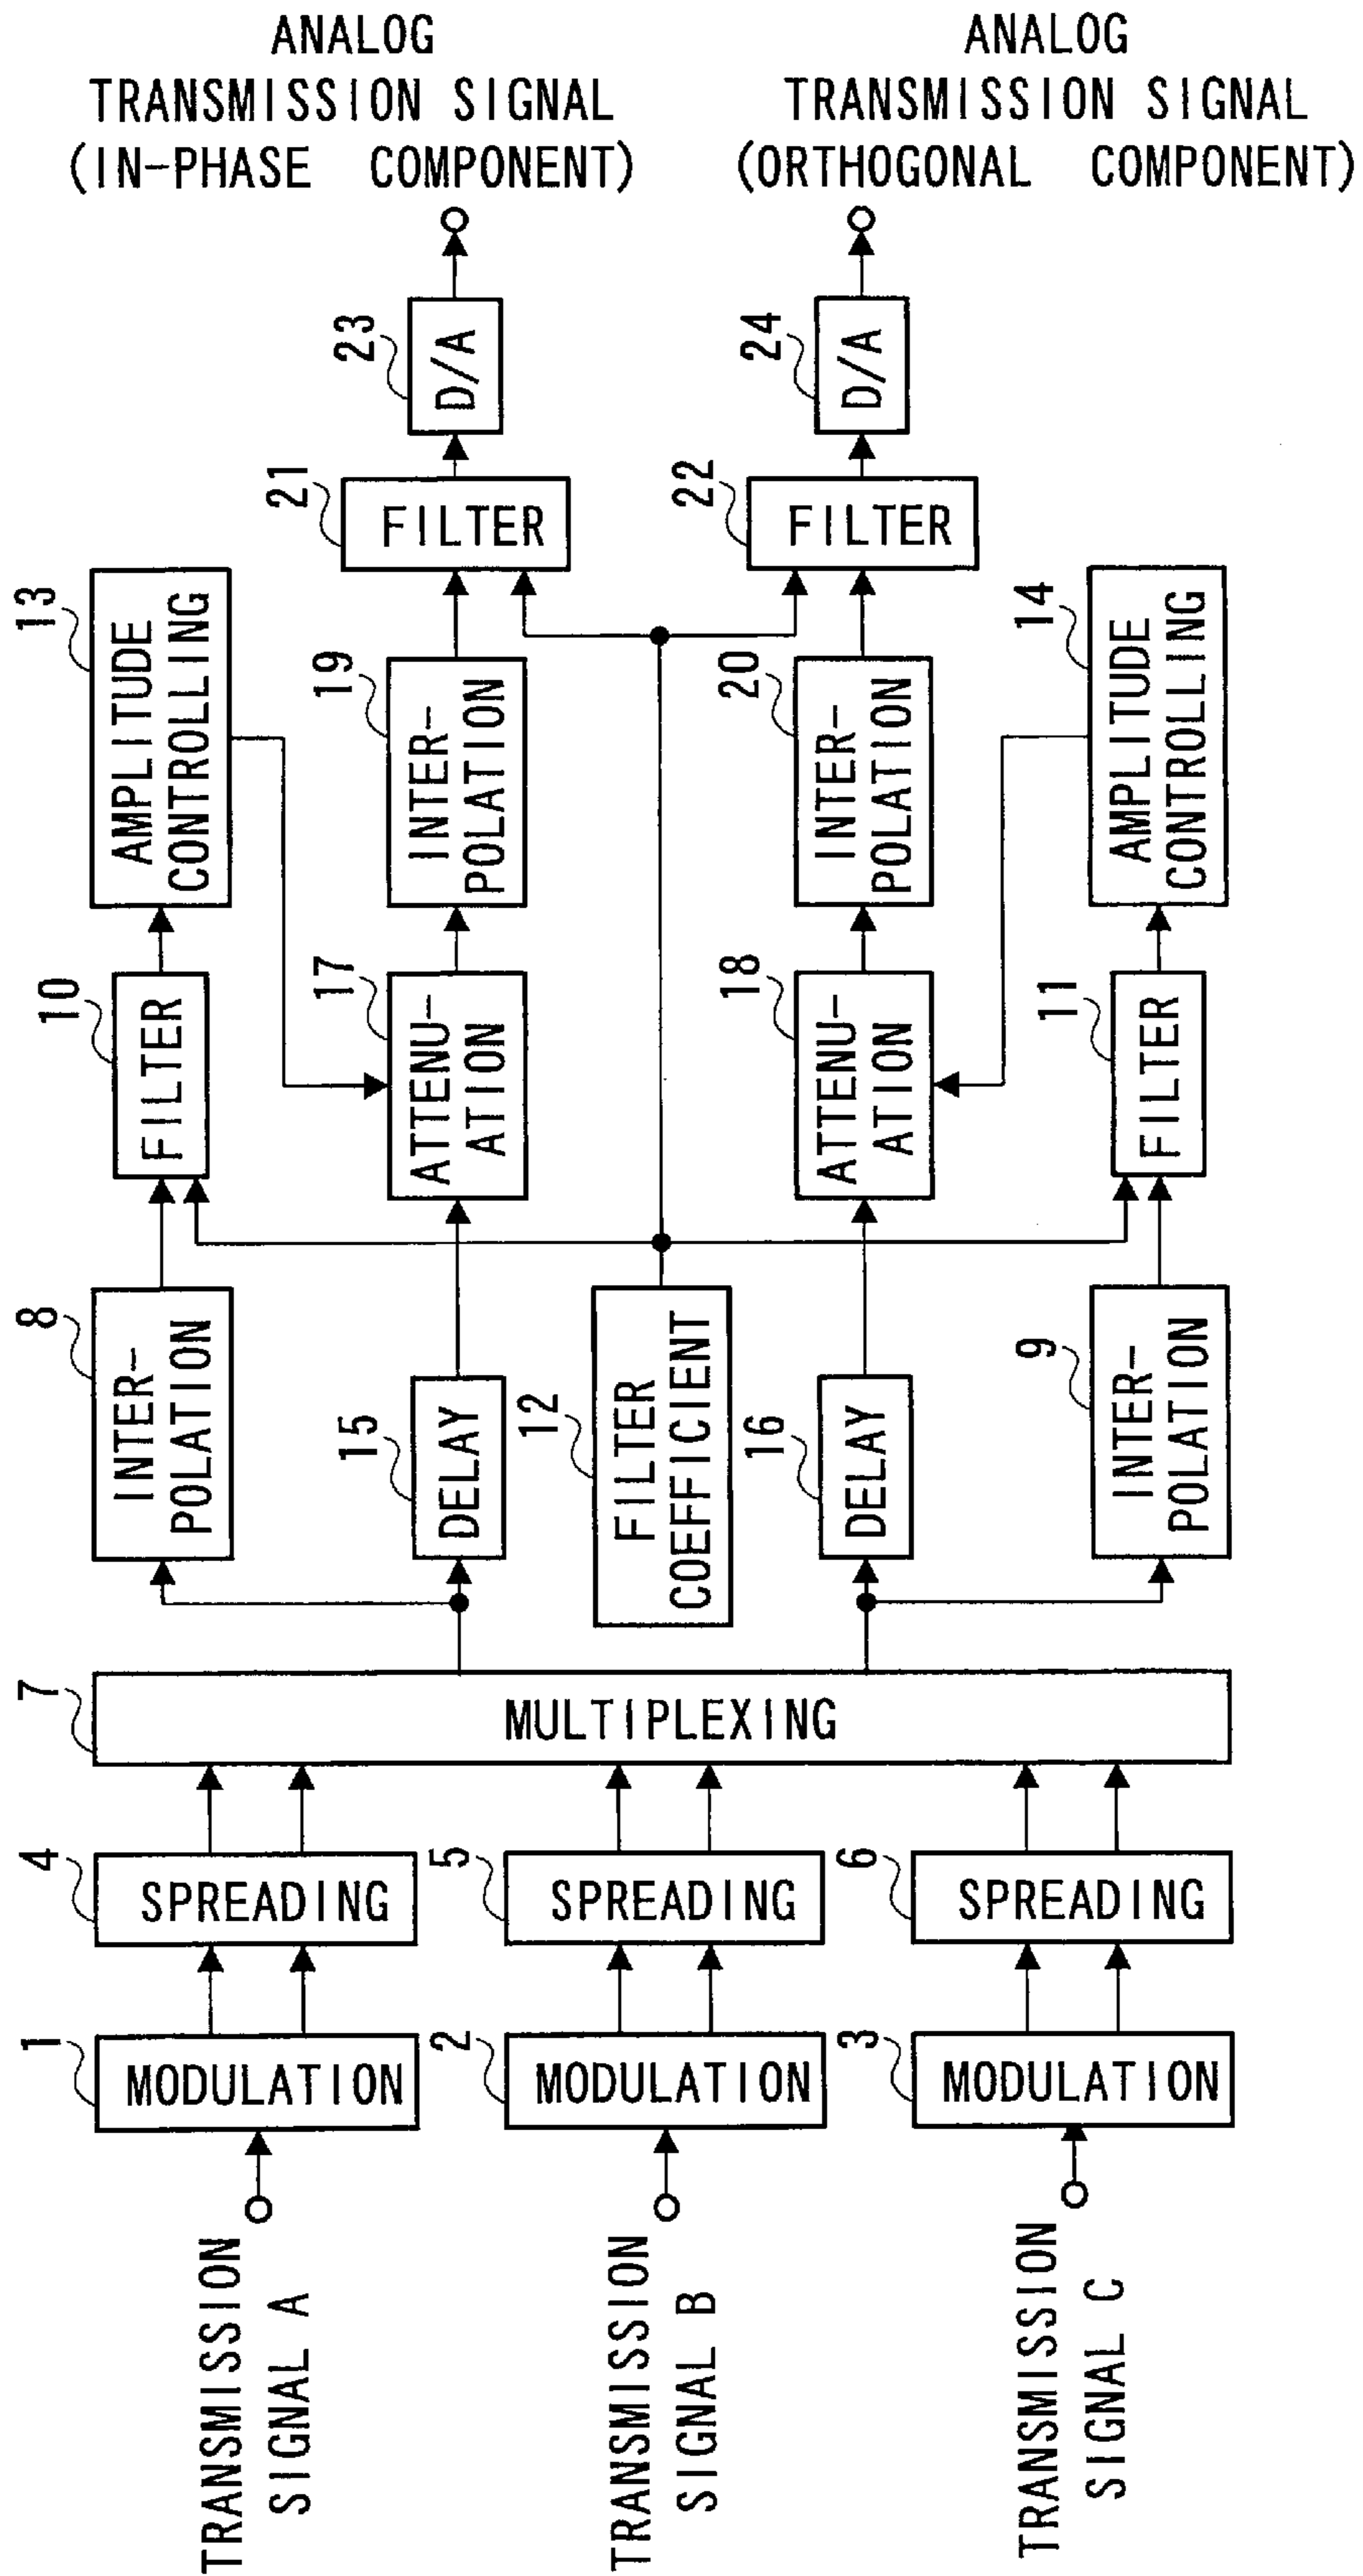 ANALOG
TRANSMISSION SIGNAL
(IN-PHASE COMPONENT)
ANALOG
TRANSMISSION SIGNAL
(ORTHOGONAL COMPONENT)
23
D/A
24
D/A
21
FILTER
22
FILTER
13
AMPLITUDE
CONTROLLING
19
INTER-
POLATION
20
INTER-
POLATION
14
AMPLITUDE
CONTROLLING
10
FILTER
17
ATTENU-
ATION
18
ATTENU-
ATION
11
FILTER
8
INTER-
POLATION
15
DELAY
12
FILTER
COEFFICIENT
16
DELAY
9
INTER-
POLATION
7
MULTIPLEXING
4
SPREADING
5
SPREADING
6
SPREADING
1
MODULATION
2
MODULATION
3
MODULATION
TRANSMISSION
SIGNAL A
TRANSMISSION
SIGNAL B
TRANSMISSION
SIGNAL C